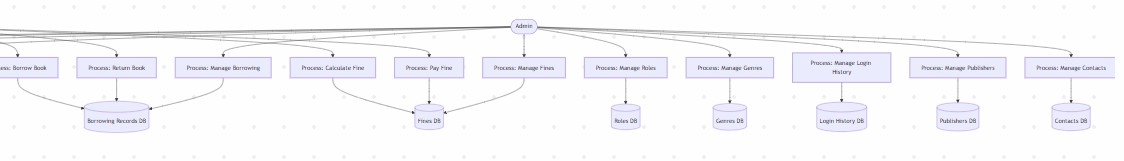 Admin
ess: Borrow Book
Process: Return Book
Process: Manage Borrowing
Process: Calculate Fine
Process: Pay Fine
Process: Manage Fines
Process: Manage Roles
Process: Manage Genres
Process: Manage Login
History
Process: Manage Publishers
Process: Manage Contacts
Borrowing Records DB
Fines DB
Roles DB
Genres DB
Login History DB
Publishers DB
Contacts DB